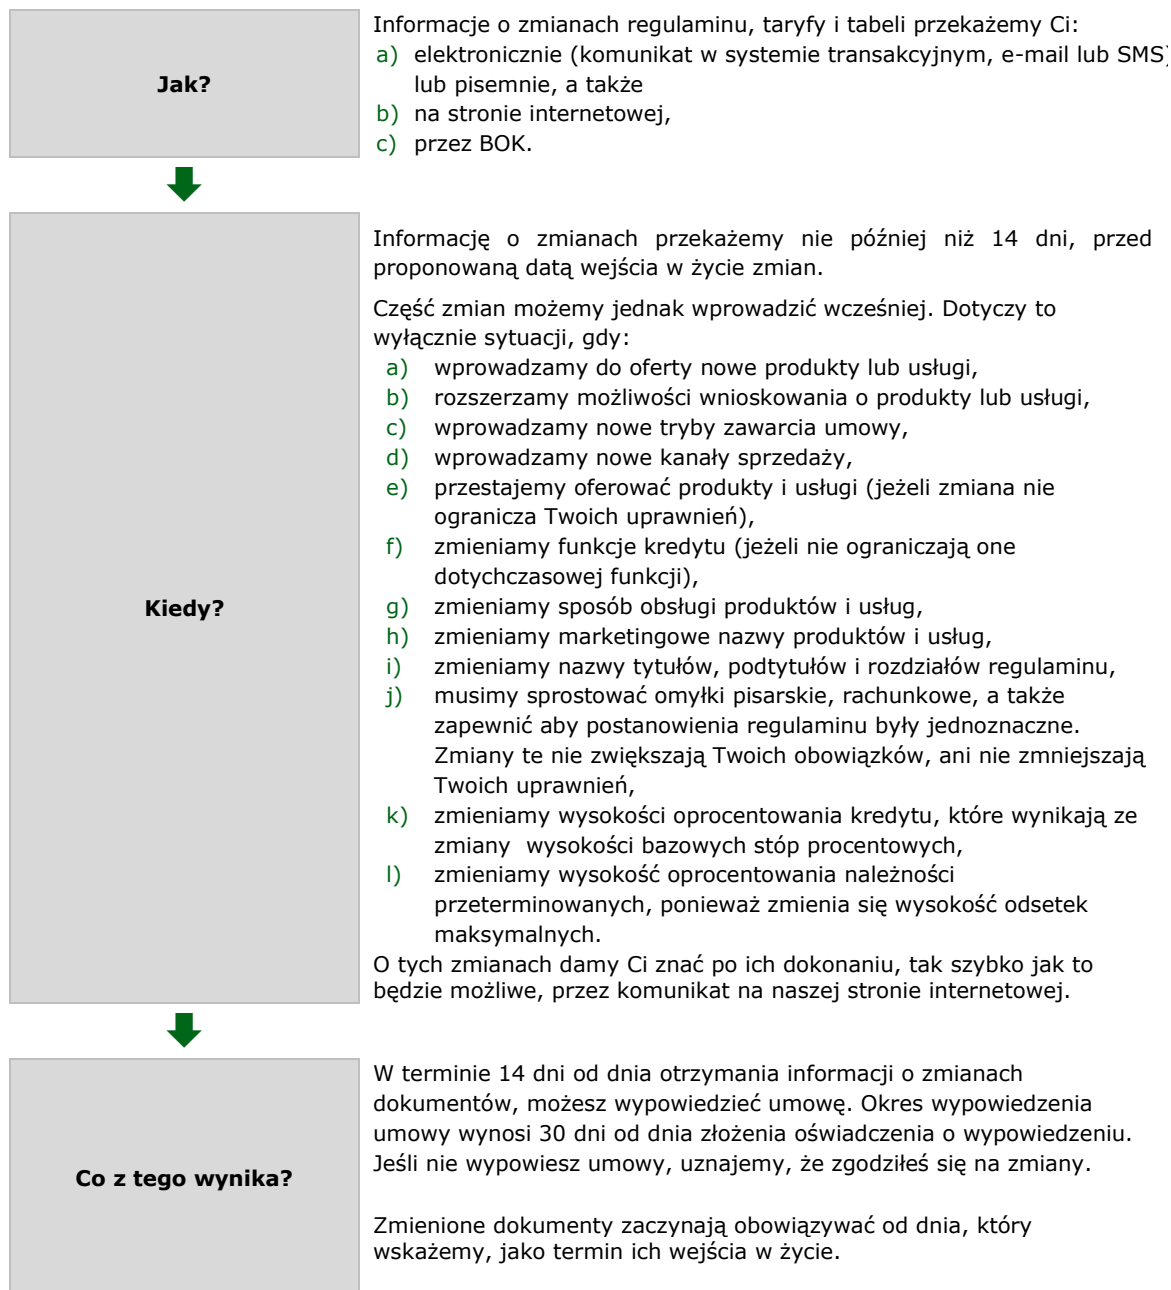 Jak?
Informacje o zmianach regulaminu, taryfy i tabeli przekażemy Ci:
a) elektronicznie (komunikat w systemie transakcyjnym, e-mail lub SMS)
lub pisemnie, a także
b) na stronie internetowej,
c) przez BOK.
Kiedy?
Informację o zmianach przekażemy nie później niż 14 dni, przed
proponowaną datą wejścia w życie zmian.
Część zmian możemy jednak wprowadzić wcześniej. Dotyczy to
wyłącznie sytuacji, gdy:
a) wprowadzamy do oferty nowe produkty lub usługi,
b) rozszerzamy możliwości wnioskowania o produkty lub usługi,
c) wprowadzamy nowe tryby zawarcia umowy,
d) wprowadzamy nowe kanały sprzedaży,
e) przestajemy oferować produkty i usługi (jeżeli zmiana nie
ogranicza Twoich uprawnień),
f) zmieniamy funkcje kredytu (jeżeli nie ograniczają one
dotychczasowej funkcji),
g) zmieniamy sposób obsługi produktów i usług,
h) zmieniamy marketingowe nazwy produktów i usług,
i) zmieniamy nazwy tytułów, podtytułów i rozdziałów regulaminu,
j) musimy sprostować omyłki pisarskie, rachunkowe, a także
zapewnić aby postanowienia regulaminu były jednoznaczne.
Zmiany te nie zwiększają Twoich obowiązków, ani nie zmniejszają
Twoich uprawnień,
k) zmieniamy wysokości oprocentowania kredytu, które wynikają ze
zmiany wysokości bazowych stóp procentowych,
l) zmieniamy wysokość oprocentowania należności
przeterminowanych, ponieważ zmienia się wysokość odsetek
maksymalnych.
O tych zmianach damy Ci znać po ich dokonaniu, tak szybko jak to
będzie możliwe, przez komunikat na naszej stronie internetowej.
Co z tego wynika?
W terminie 14 dni od dnia otrzymania informacji o zmianach
dokumentów, możesz wypowiedzieć umowę. Okres wypowiedzenia
umowy wynosi 30 dni od dnia złożenia oświadczenia o wypowiedzeniu.
Jeśli nie wypowiesz umowy, uznajemy, że zgodziłeś się na zmiany.
Zmienione dokumenty zaczynają obowiązywać od dnia, który
wskażemy, jako termin ich wejścia w życie.